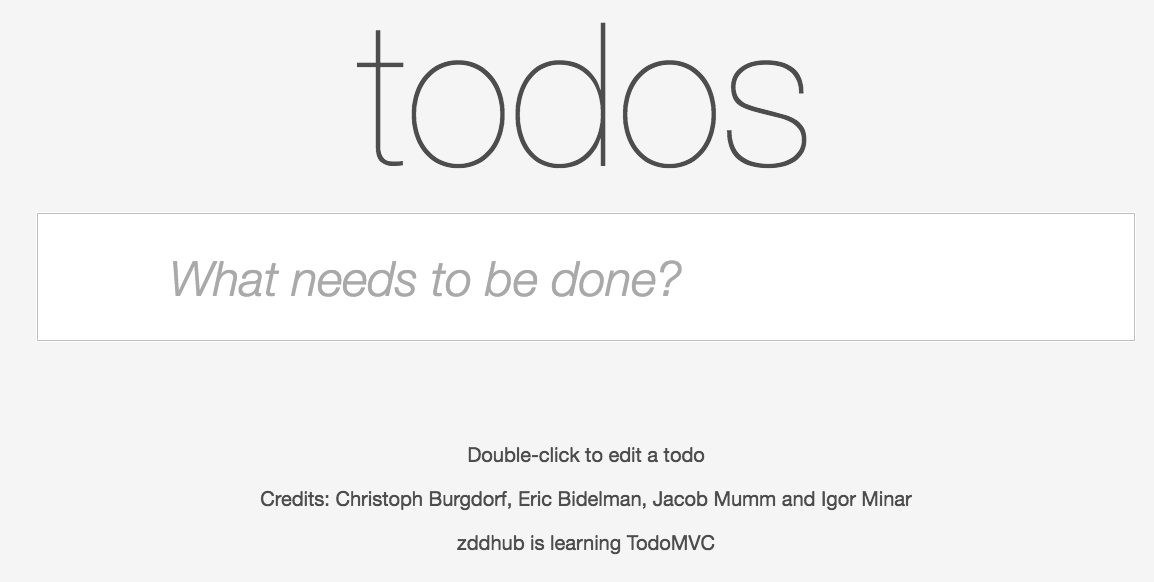 todos
What needs to be done?
Double-click to edit a todo
Credits: Christoph Burgdorf, Eric Bidelman, Jacob Mumm and Igor Minar
zddhub is learning TodoMVC